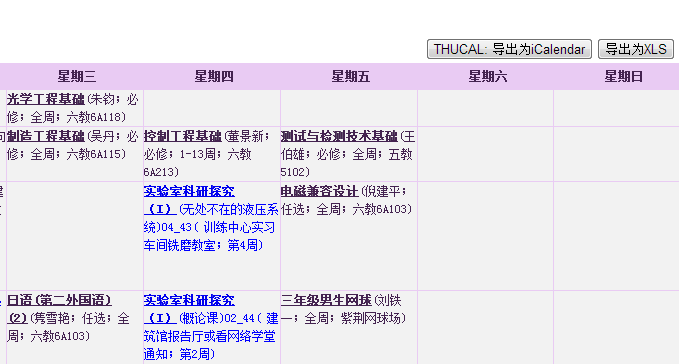 THUCAL: 导出为iCalendar 导出为XLS
星期三 星期四 星期五 星期六 星期日
光学工程基础(朱钧；必
修；全周；六教6A118)
制造工程基础(吴丹；必
修；全周；六教6A115)
控制工程基础(董景新；
必修；1-13周；六教
6A213)
测试与检测技术基础(王
伯雄；必修；全周；五教
5102)
实验室科研探究
（I）(无处不在的液压系
统)04_43( 训练中心实习
车间铣磨教室；第4周)
电磁兼容设计(倪建平；
任选；全周；六教6A103)
日语(第二外国语)
(2)(隽雪艳；任选；全
周；六教6A103)
实验室科研探究
（I）(概论课)02_44( 建
筑馆报告厅或看网络学堂
通知；第2周)
三年级男生网球(刘铁
一；全周；紫荆网球场)